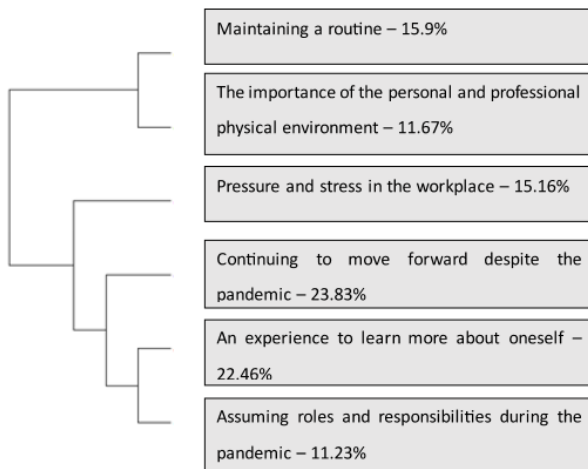 Maintaining a routine – 15.9%
The importance of the personal and professional
physical environment – 11.67%
Pressure and stress in the workplace – 15.16%
Continuing to move forward despite the
pandemic – 23.83%
An experience to learn more about oneself –
22.46%
Assuming roles and responsibilities during the
pandemic – 11.23%